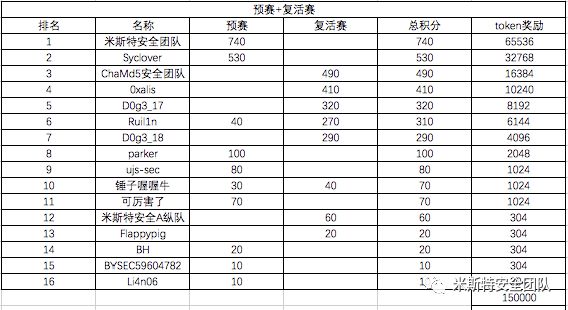 预赛+复活赛
排名 名称 预赛 复活赛 总积分 token奖励
1 米斯特安全团队 740 740 65536
2 Syclover 530 530 32768
3 ChaMd5安全团队 490 490 16384
4 0xalis 410 410 10240
5 D0g3_17 320 320 8192
6 Ruil1n 40 270 310 6144
7 D0g3_18 290 290 4096
8 parker 100 100 2048
9 ujs-sec 80 80 1024
10 锤子喔喔牛 30 40 70 1024
11 可厉害了 70 70 1024
12 米斯特安全A纵队 60 60 304
13 Flappypig 20 20 304
14 BH 20 20 304
15 BYSEC59604782 10 10 304
16 Li4n06 10
米斯特安全团队
150000